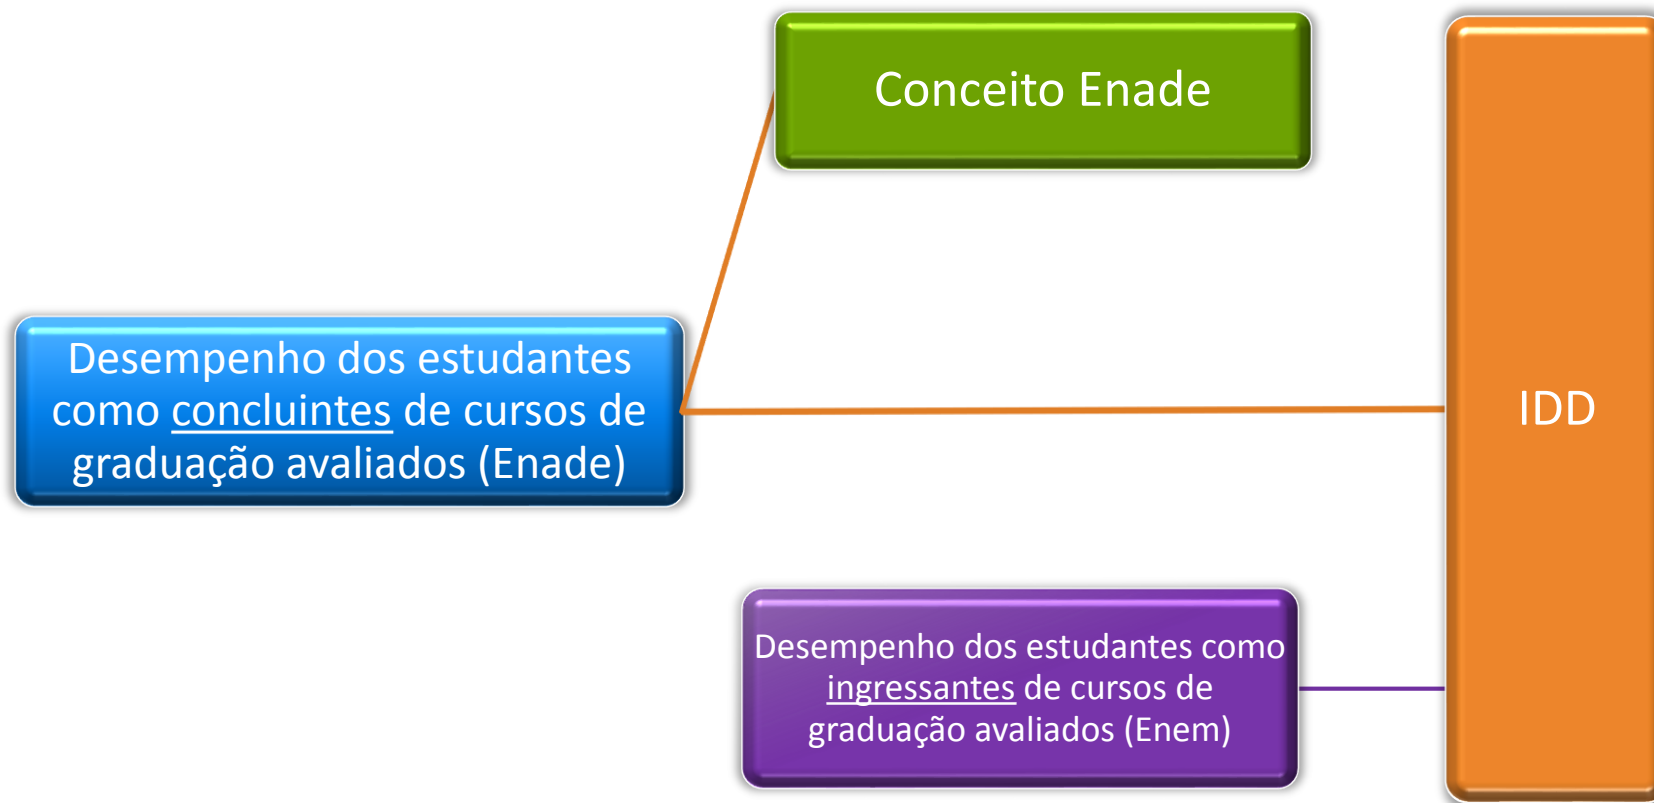 Conceito Enade
Desempenho dos estudantes
como concluintes de cursos de
graduação avaliados (Enade)
IDD
Desempenho dos estudantes como
ingressantes de cursos de
graduação avaliados (Enem)